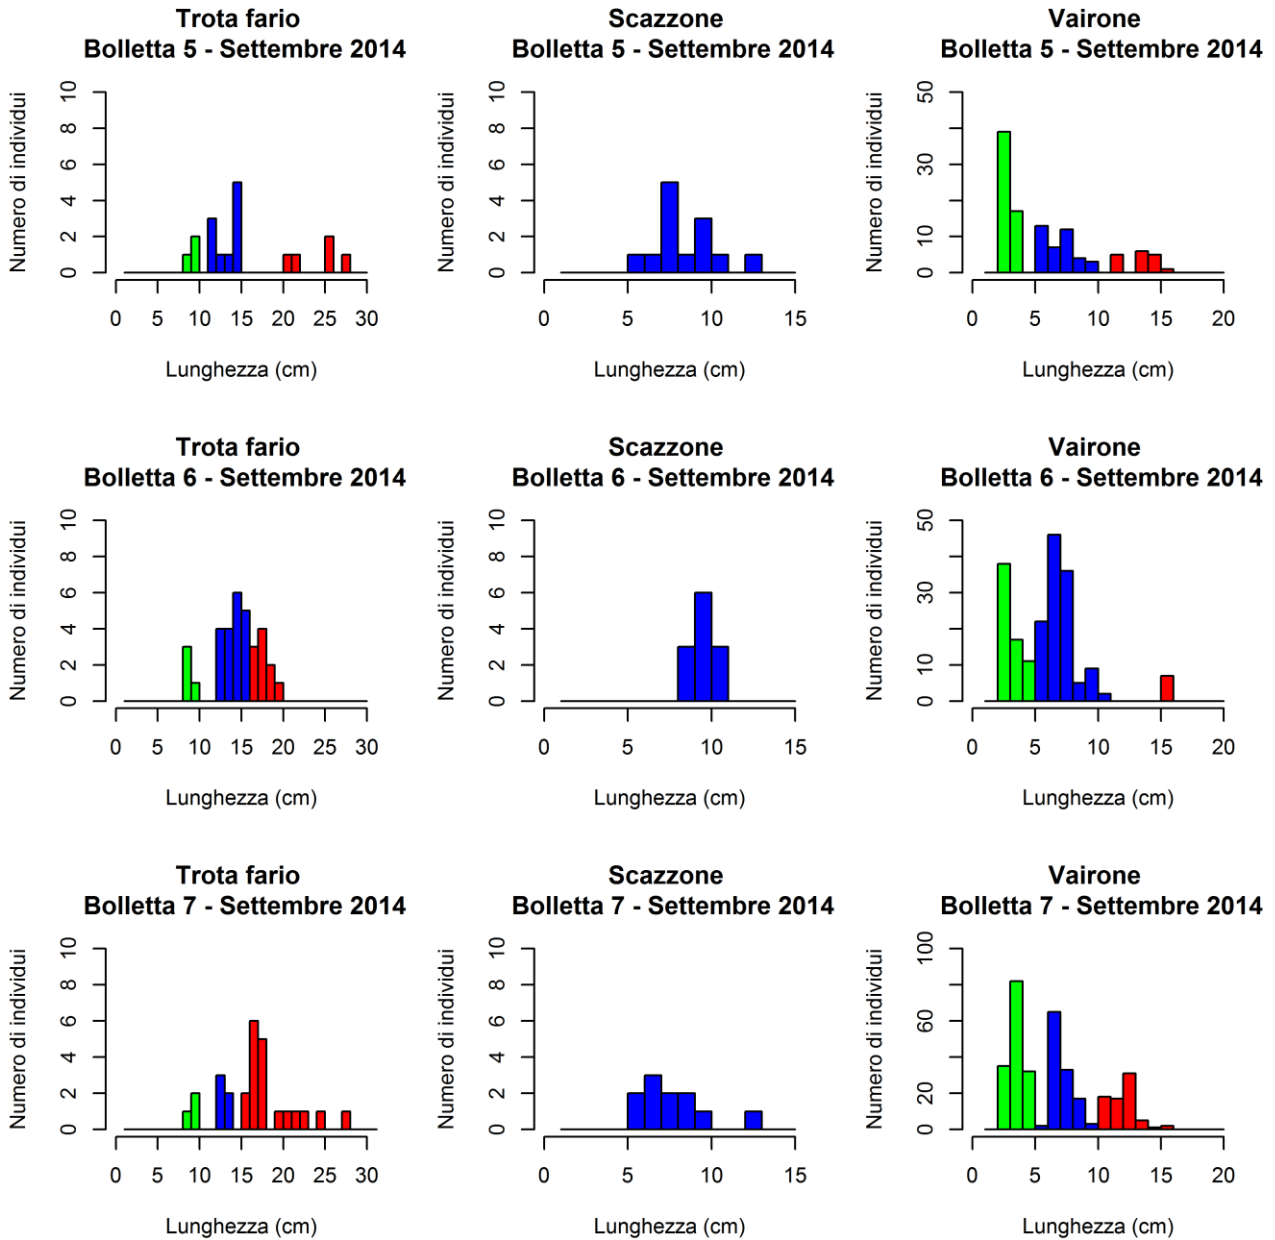 Trota fario
Bolletta 5 - Settembre 2014
Numero di individui
0 2 4 6 8 10
0 5 10 15 20 25 30
Lunghezza (cm)
Scazzone
Bolletta 5 - Settembre 2014
Numero di individui
0 2 4 6 8 10
0 5 10 15
Lunghezza (cm)
Vairone
Bolletta 5 - Settembre 2014
Numero di individui
0 10 30 50
0 5 10 15 20
Lunghezza (cm)
Trota fario
Bolletta 6 - Settembre 2014
Numero di individui
0 2 4 6 8 10
0 5 10 15 20 25 30
Lunghezza (cm)
Scazzone
Bolletta 6 - Settembre 2014
Numero di individui
0 2 4 6 8 10
0 5 10 15
Lunghezza (cm)
Vairone
Bolletta 6 - Settembre 2014
Numero di individui
0 10 30 50
0 5 10 15 20
Lunghezza (cm)
Trota fario
Bolletta 7 - Settembre 2014
Numero di individui
0 2 4 6 8 10
0 5 10 15 20 25 30
Lunghezza (cm)
Scazzone
Bolletta 7 - Settembre 2014
Numero di individui
0 2 4 6 8 10
0 5 10 15
Lunghezza (cm)
Vairone
Bolletta 7 - Settembre 2014
Numero di individui
0 20 60 100
0 5 10 15 20
Lunghezza (cm)